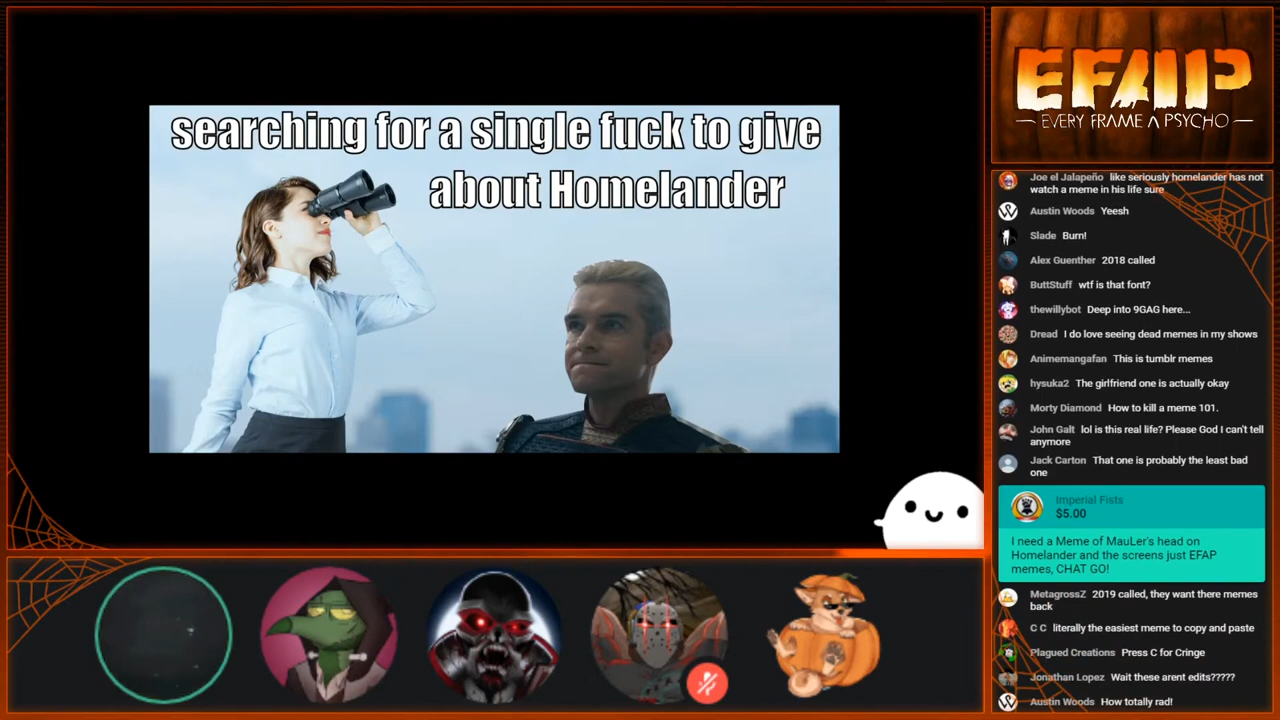 searching for a single fuck to give
about Homelander
EFAP
EVERY FRAME A PSYCHO
Joe el Jalapeño like seriously homelander has not
watch a meme in his life sure
Austin Woods Yeesh
Slade Burn!
Alex Guenther 2018 called
ButtStuff wtf is that font?
thewillybot Deep into 9GAG here...
Dread I do love seeing dead memes in my shows
Animemangafan This is tumblr memes
hysuka2 The girlfriend one is actually okay
Morty Diamond How to kill a meme 101.
John Galt lol is this real life? Please God I can't tell
anymore
Jack Carton That one is probably the least bad
one
Imperial Fists
$5.00
I need a Meme of MauLer's head on
Homelander and the screens just EFAP
memes, CHAT GO!
MetagrossZ 2019 called, they want there memes
back
C C literally the easiest meme to copy and paste
Plagued Creations Press C for Cringe
Jonathan Lopez Wait these arent edits?????
Austin Woods How totally rad!